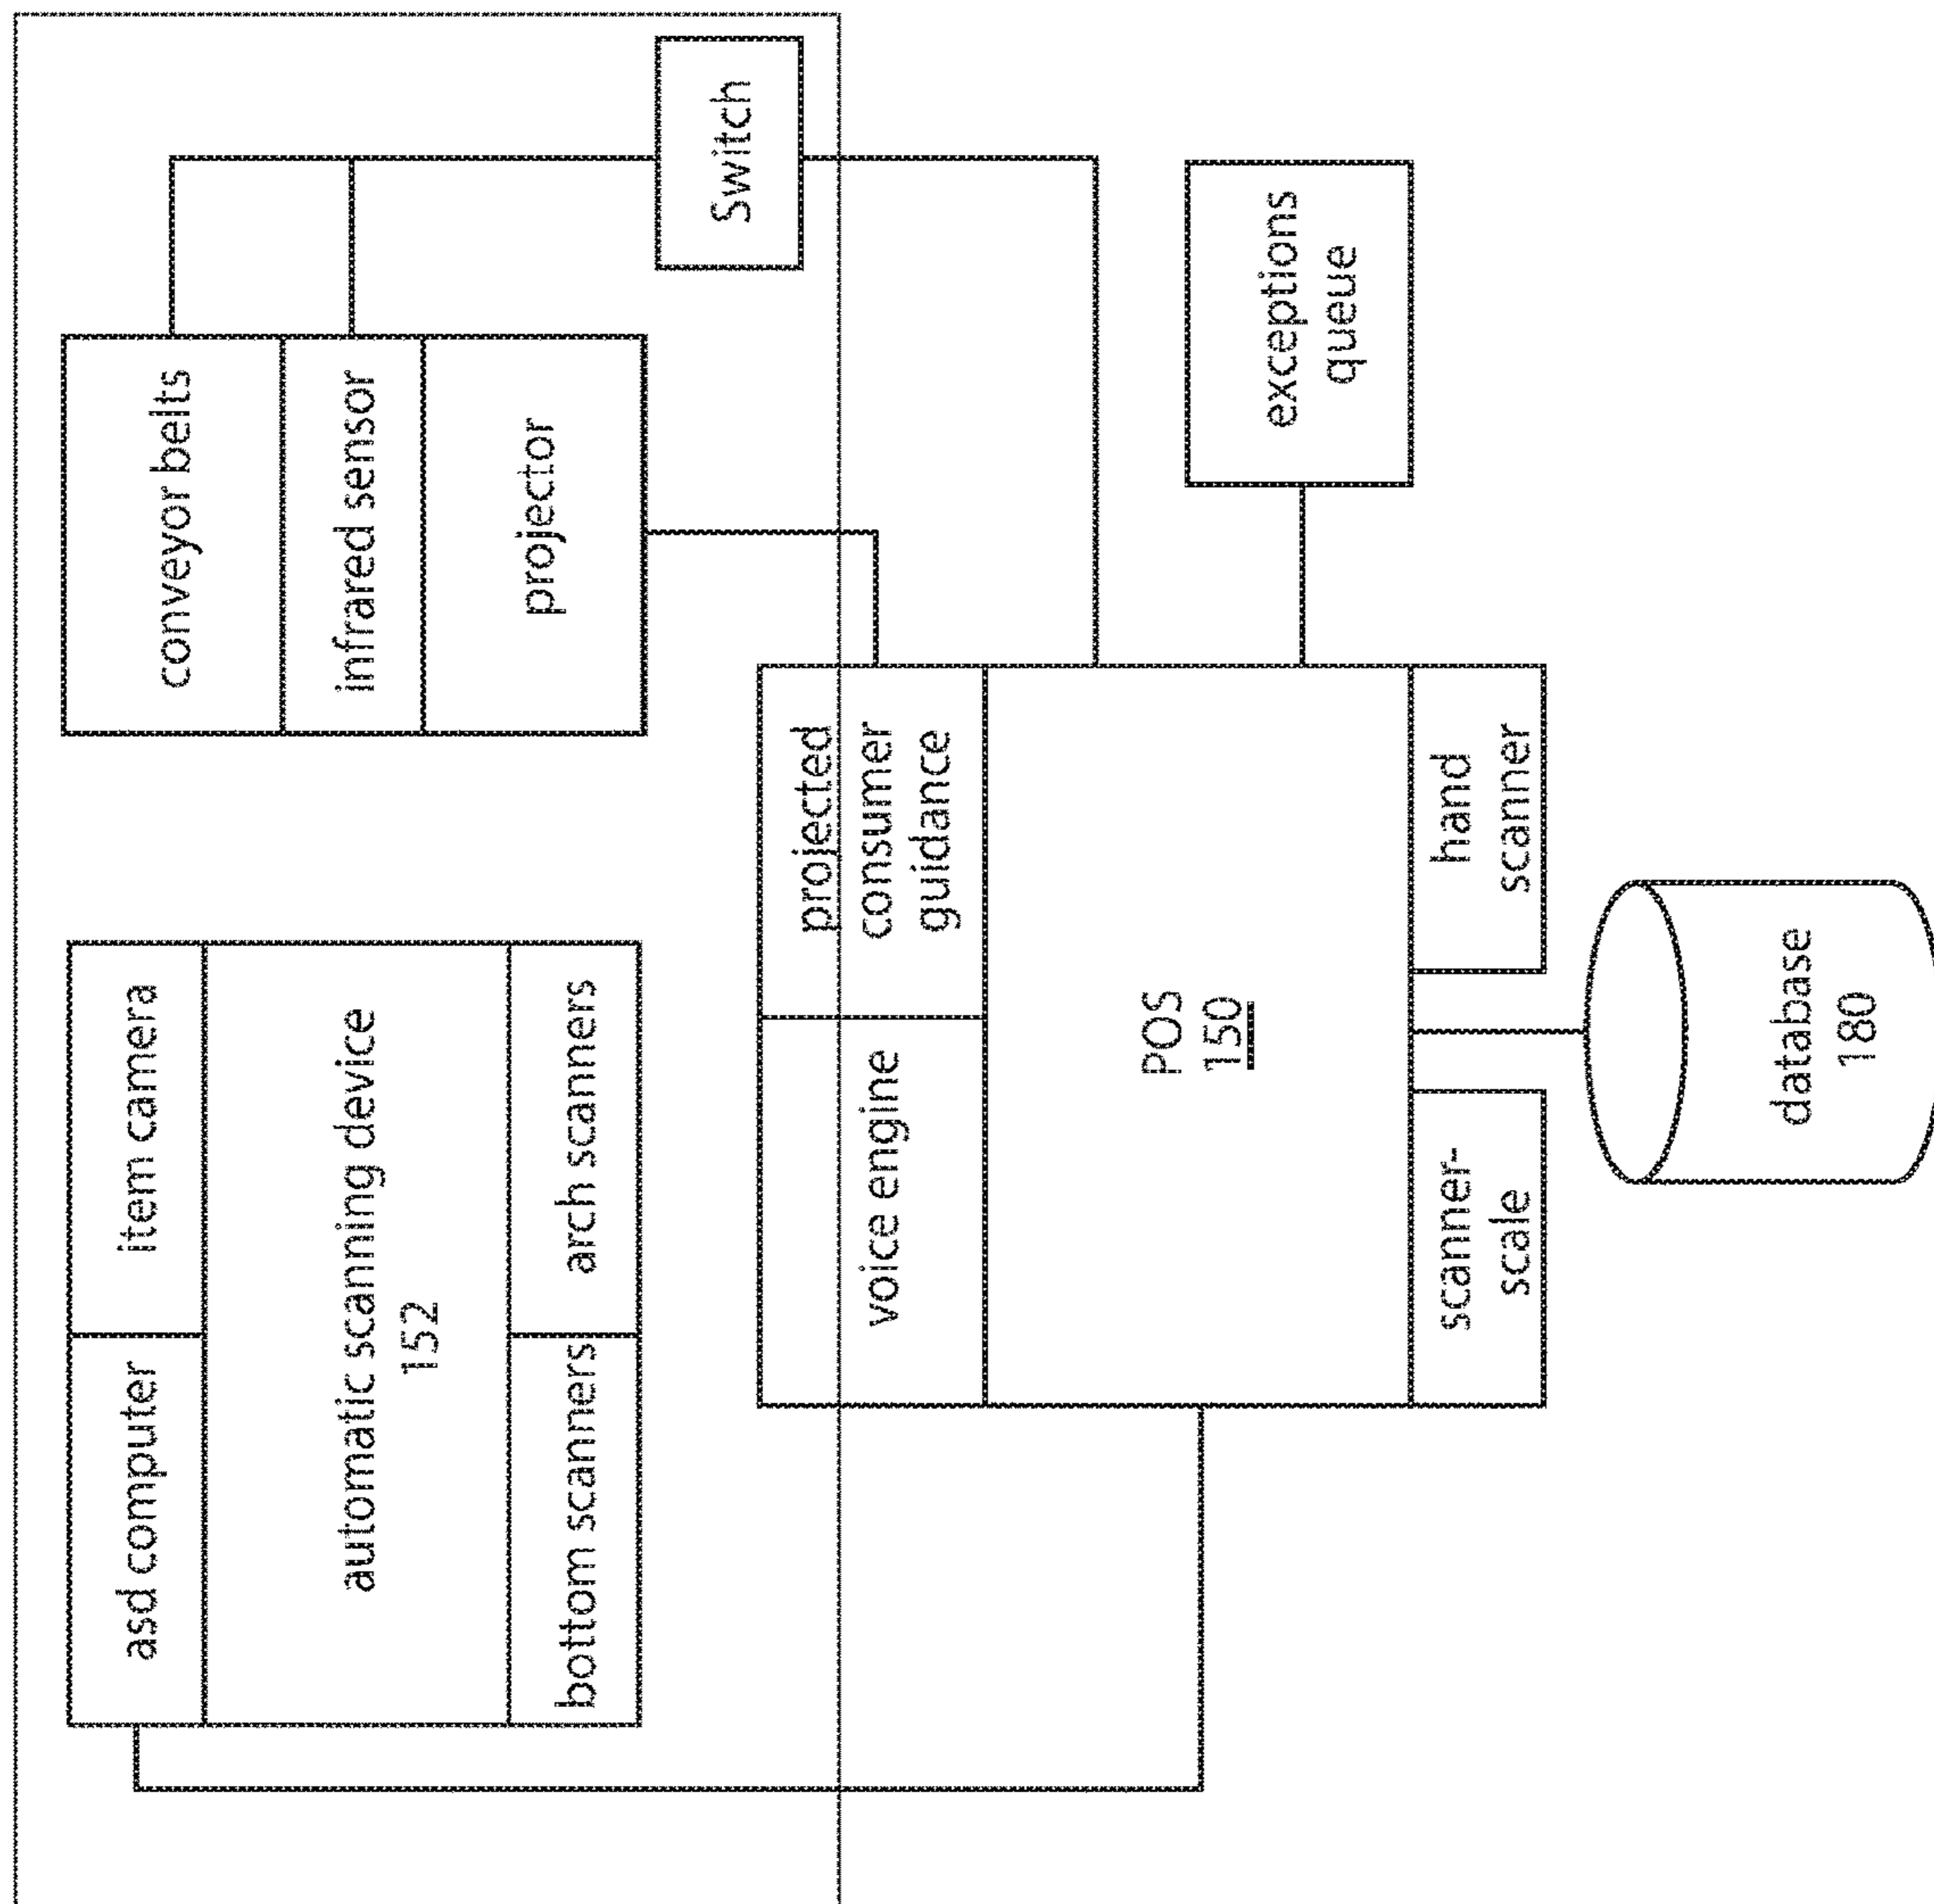 asd computer
item camera
automatic scanning device
152
bottom scanners
arch scanners
conveyor belts
infrared sensor
projector
Switch
voice engine
projected
consumer
guidance
POS
150
exceptions
queue
scanner-
scale
hand
scanner
database
180